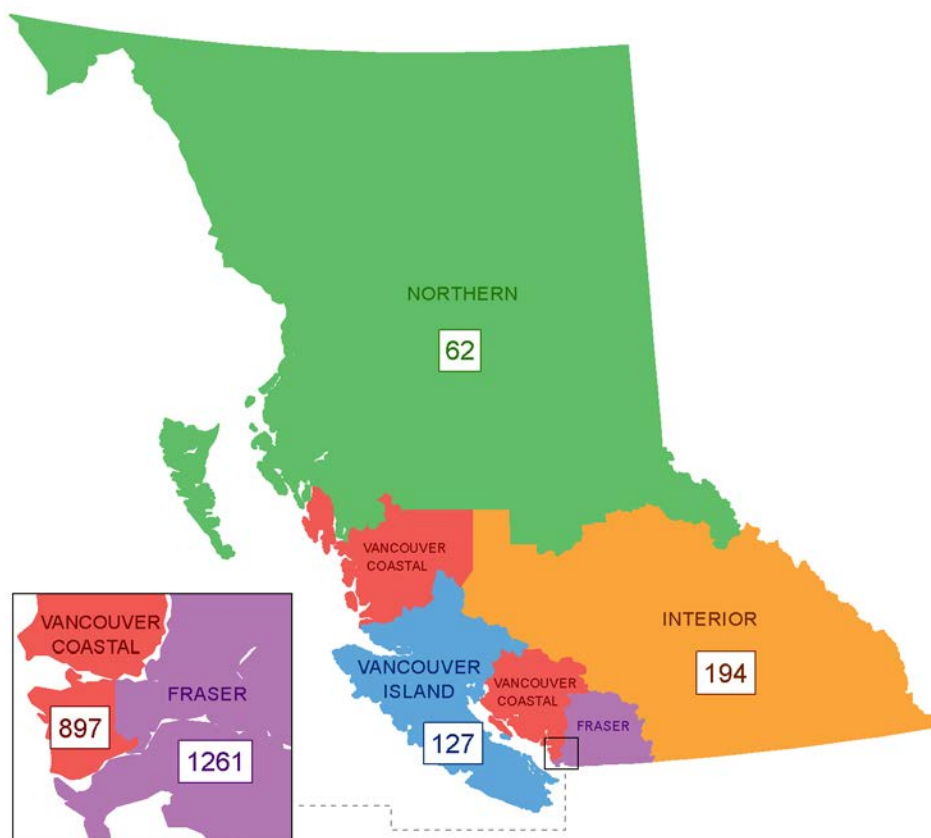 NORTHERN
62
VANCOUVER
COASTAL
VANCOUVER
COASTAL
INTERIOR
194
VANCOUVER
ISLAND
127
VANCOUVER
COASTAL
FRASER
FRASER
897
1261